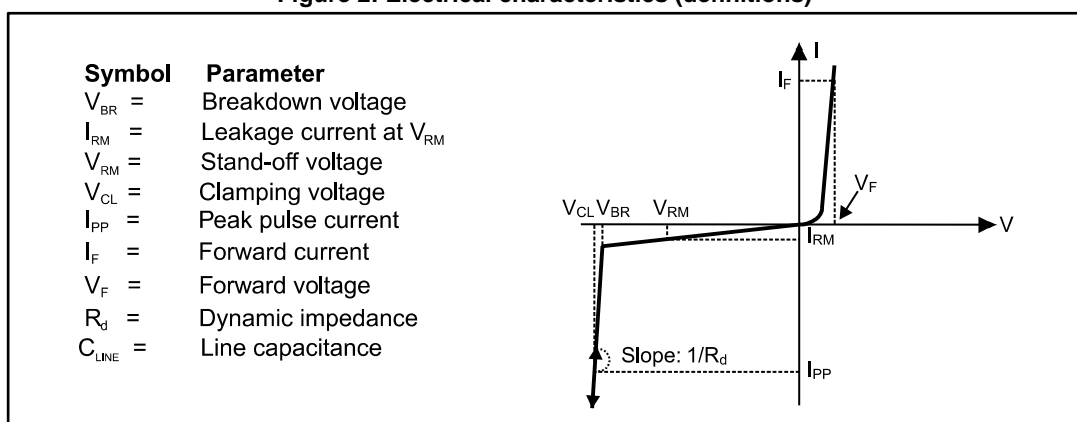 Figure 2. Electrical characteristics (definitions)
Symbol Parameter
V_BR = Breakdown voltage
I_RM = Leakage current at V_RM
V_RM = Stand-off voltage
V_CL = Clamping voltage
I_PP = Peak pulse current
I_F = Forward current
V_F = Forward voltage
R_d = Dynamic impedance
C_LINE = Line capacitance
I
I_F
V_F
V_CL V_BR V_RM
V
I_RM
Slope: 1/R_d
I_PP